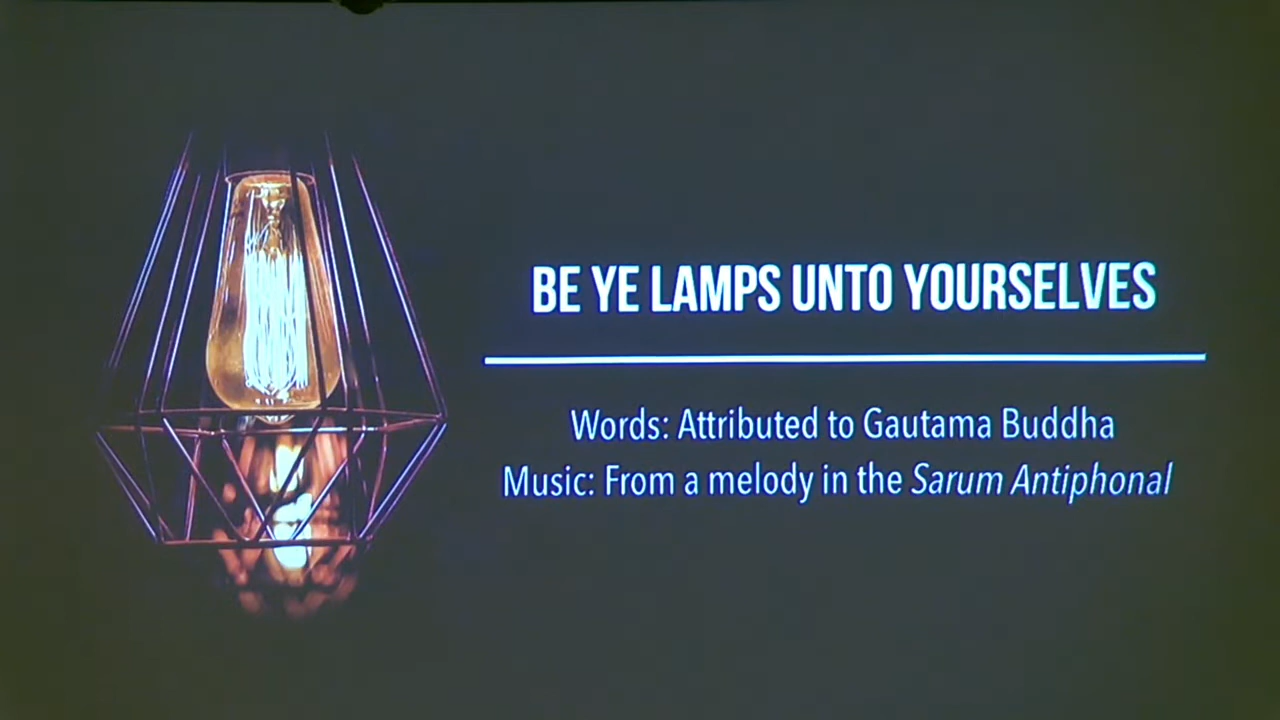 BE YE LAMPS UNTO YOURSELVES
Words: Attributed to Gautama Buddha
Music: From a melody in the Sarum Antiphonal